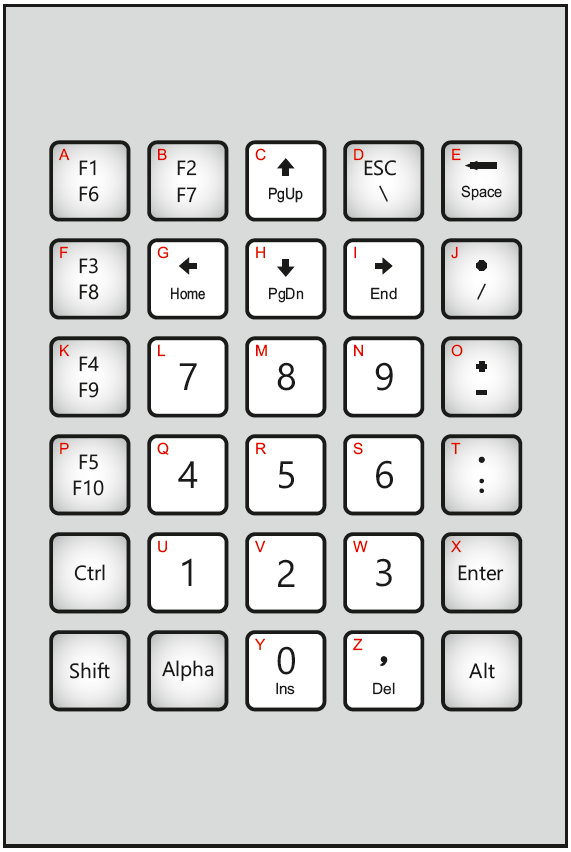 A F1 B F2 C ↑ D ESC E ←
F6 F7 PgUp \ Space
F F3 G ← H ↓ I → J •
F8 Home PgDn End /
K F4 L 7 M 8 N 9 O +
F9 -
P F5 Q 4 R 5 S 6 T .
F10 :
Ctrl U 1 V 2 W 3 X Enter
Shift Alpha Y 0 Z , Alt
Ins Del